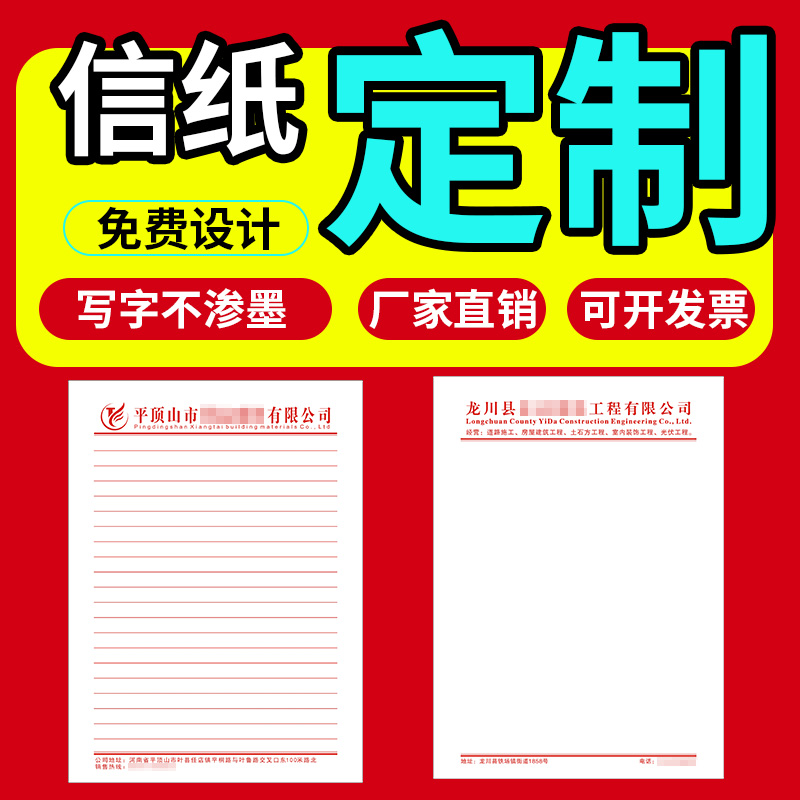 信纸 定制
免费设计
写字不渗墨 厂家直销 可开发票
平顶山市 有限公司
Pingdingshan Xiangtai building materials Co., Ltd
公司地址:河南省平顶山市叶县任店镇平桐路与叶鲁路交叉口东100米路北
销售热线:
龙川县 工程有限公司
Longchuan County YiDa Construction Engineering Co., Ltd.
经营:道路施工、房屋建筑工程、土石方工程、室内装饰工程、光伏工程。
地址:龙川县铁场镇街道1858号 电话: